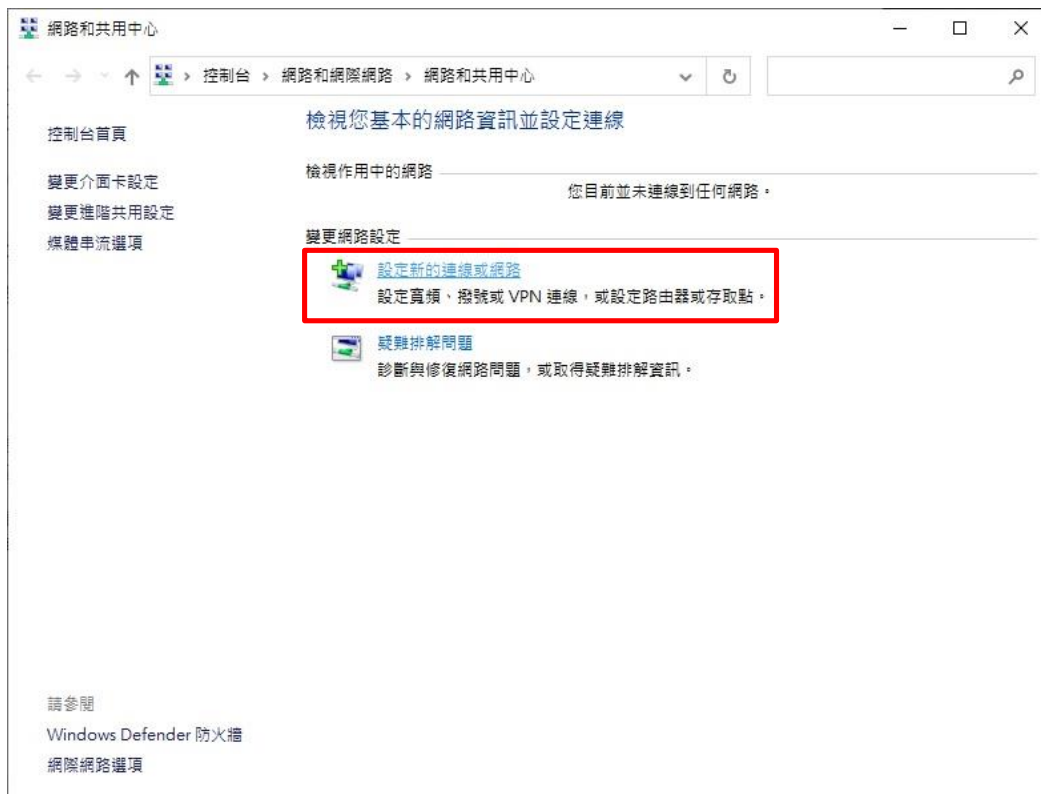 網路和共用中心
控制台 › 網路和網際網路 › 網路和共用中心
控制台首頁
變更介面卡設定
變更進階共用設定
媒體串流選項
檢視您基本的網路資訊並設定連線
檢視作用中的網路
您目前並未連線到任何網路。
變更網路設定
設定新的連線或網路
設定寬頻、撥號或 VPN 連線，或設定路由器或存取點。
疑難排解問題
診斷與修復網路問題，或取得疑難排解資訊。
請參閱
Windows Defender 防火牆
網際網路選項